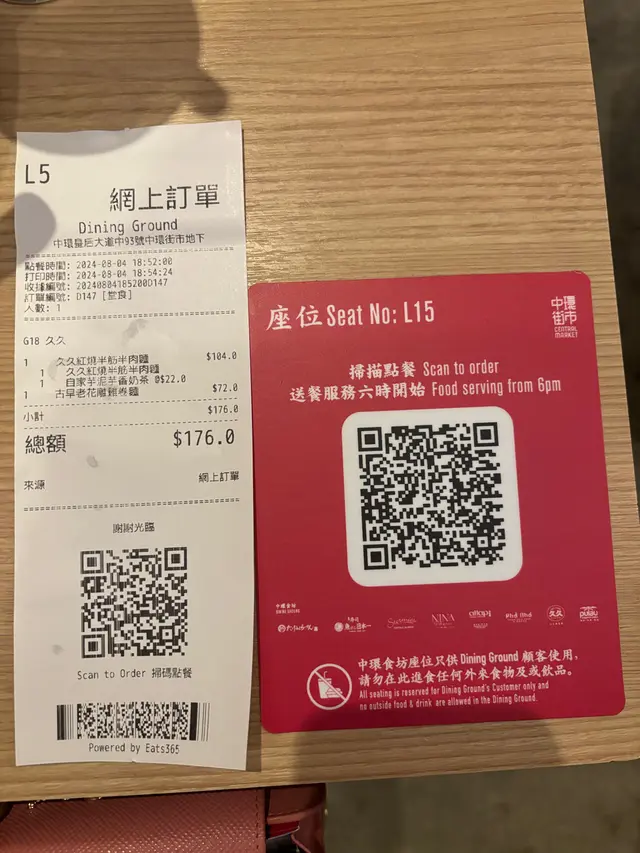 L5
網上訂單
Dining Ground
中環皇后大道中93號中環街市地下
點餐時間: 2024-08-04 18:52:00
打印時間: 2024-08-04 18:54:24
收據編號: 20240804185200D147
訂單編號: D147 [堂食]
人數: 1
G18 久久
1 久久紅燒半筋半肉麵 $104.0
1 久久紅燒半筋半肉麵
1 自家芋泥芋香奶茶 @$22.0
1 古早老花雕雞卷麵 $72.0
小計 $176.0
總額 $176.0
來源 網上訂單
謝謝光臨
Scan to Order 掃碼點餐
Powered by Eats365
座位 Seat No: L15
中環
街市
CENTRAL
MARKET
掃描點餐 Scan to order
送餐服務六時開始 Food serving from 6pm
中環食坊
NINA
久久
pulau
中環食坊座位只供 Dining Ground 顧客使用,
請勿在此進食任何外來食物及或飲品。
All seating is reserved for Dining Ground's Customer only and
no outside food & drink are allowed in the Dining Ground.